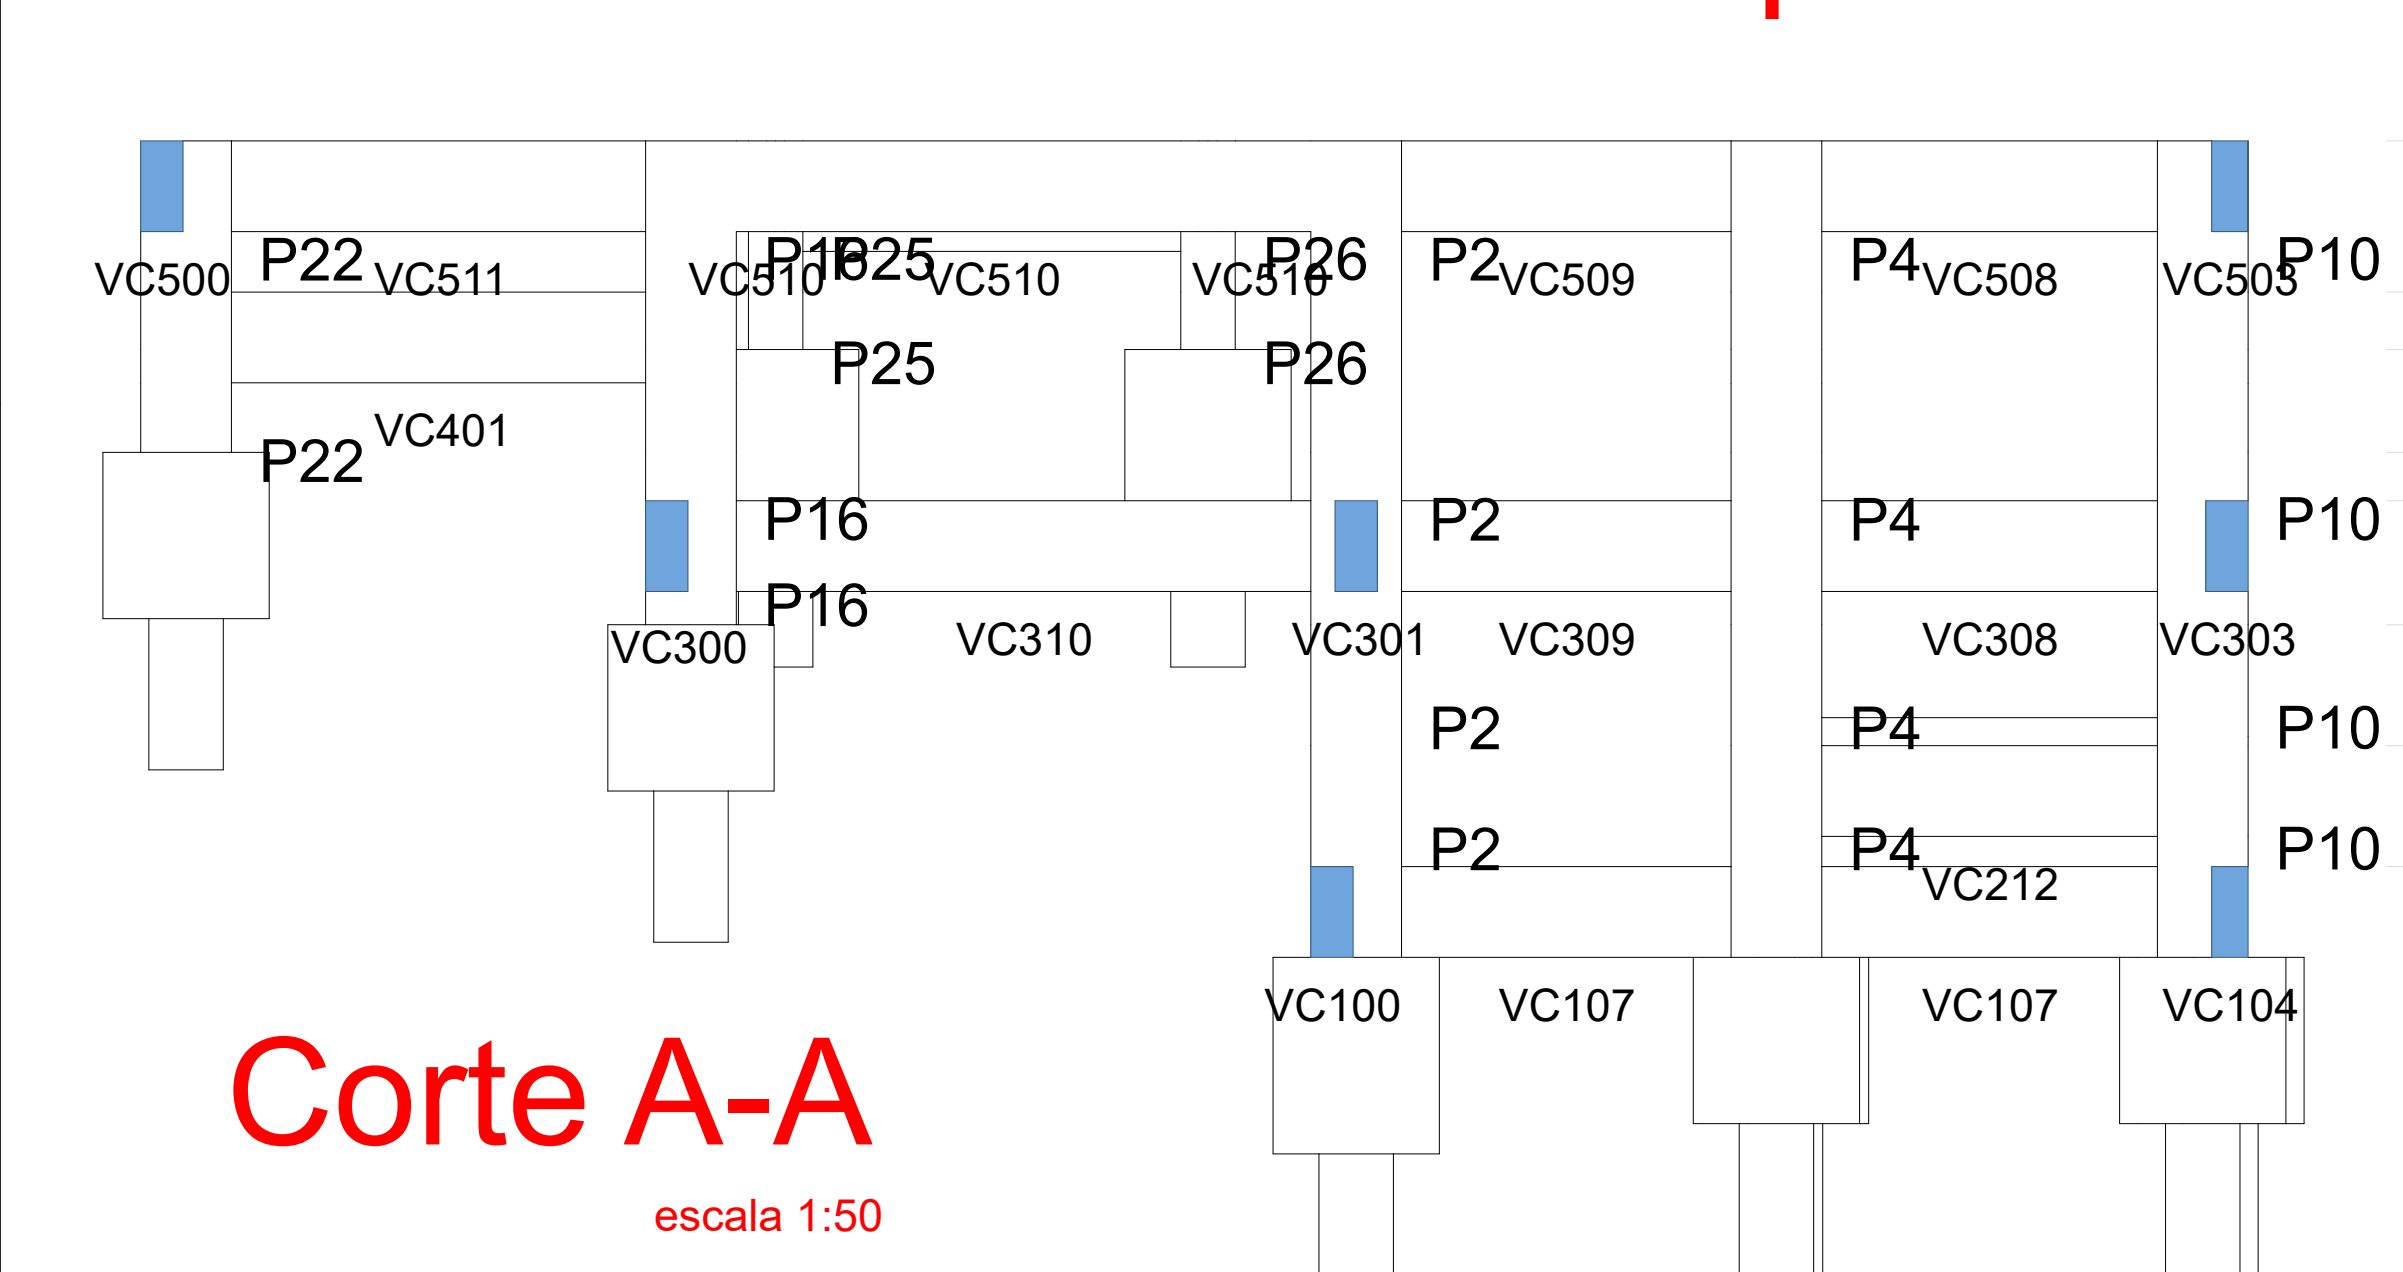 P22 P16 P25 P26 P2 P4 P10
VC500 VC511 VC510 VC510 VC510 VC509 VC508 VC503
P25 P26
VC401
P22
P16 P2 P4 P10
P16
VC300 VC310 VC301 VC309 VC308 VC303
P2 P4 P10
P2 P4 P10
VC212
VC100 VC107 VC107 VC104
Corte A-A
escala 1:50